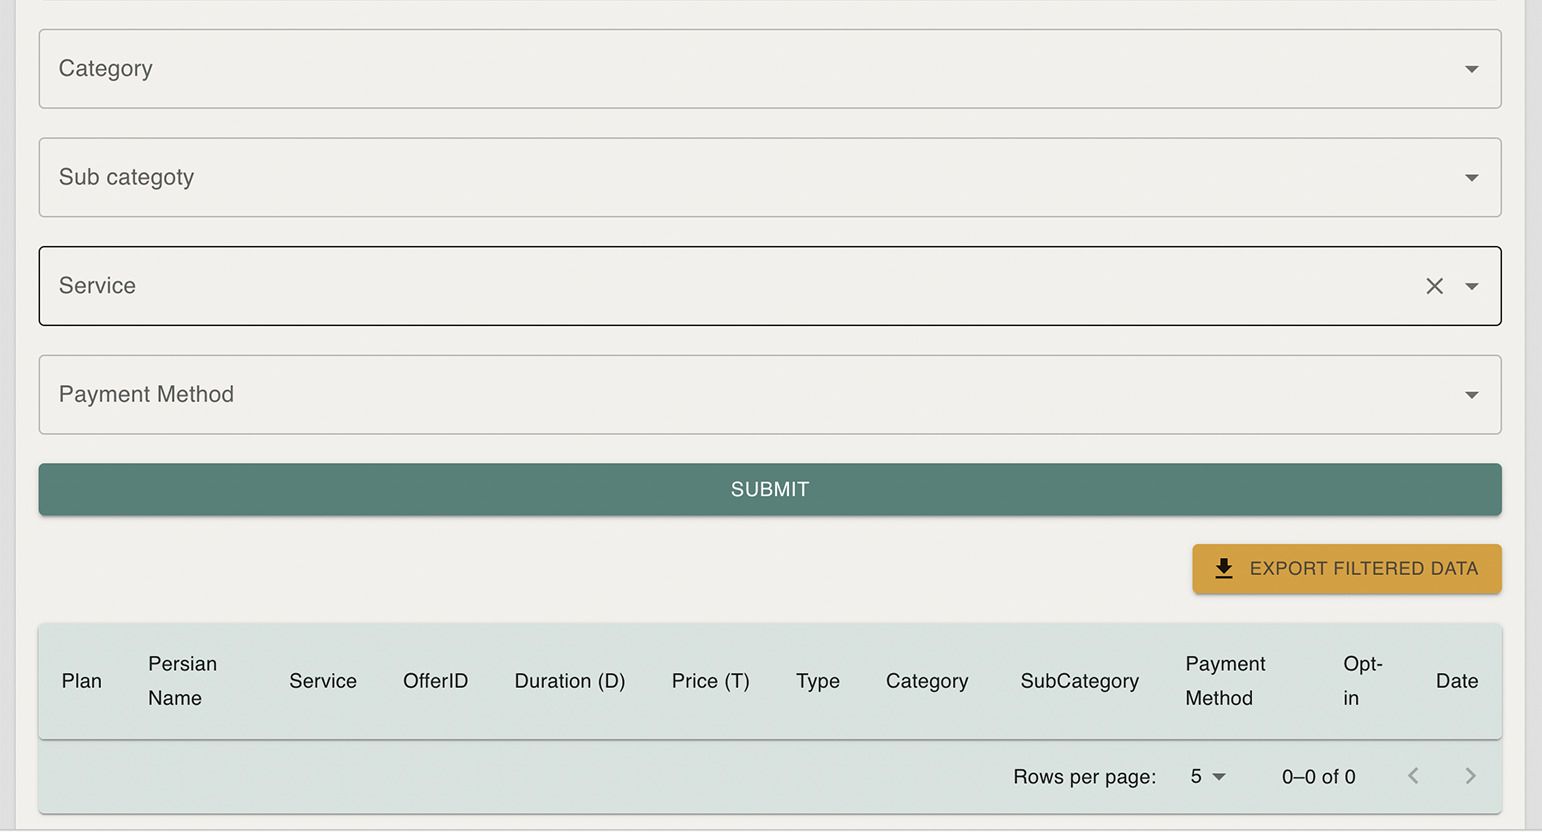 Category
Sub categoty
Service
Payment Method
SUBMIT
EXPORT FILTERED DATA
Plan
Persian
Name
Service
OfferID
Duration (D)
Price (T)
Type
Category
SubCategory
Payment
Method
Opt-
in
Date
Rows per page: 5 0–0 of 0